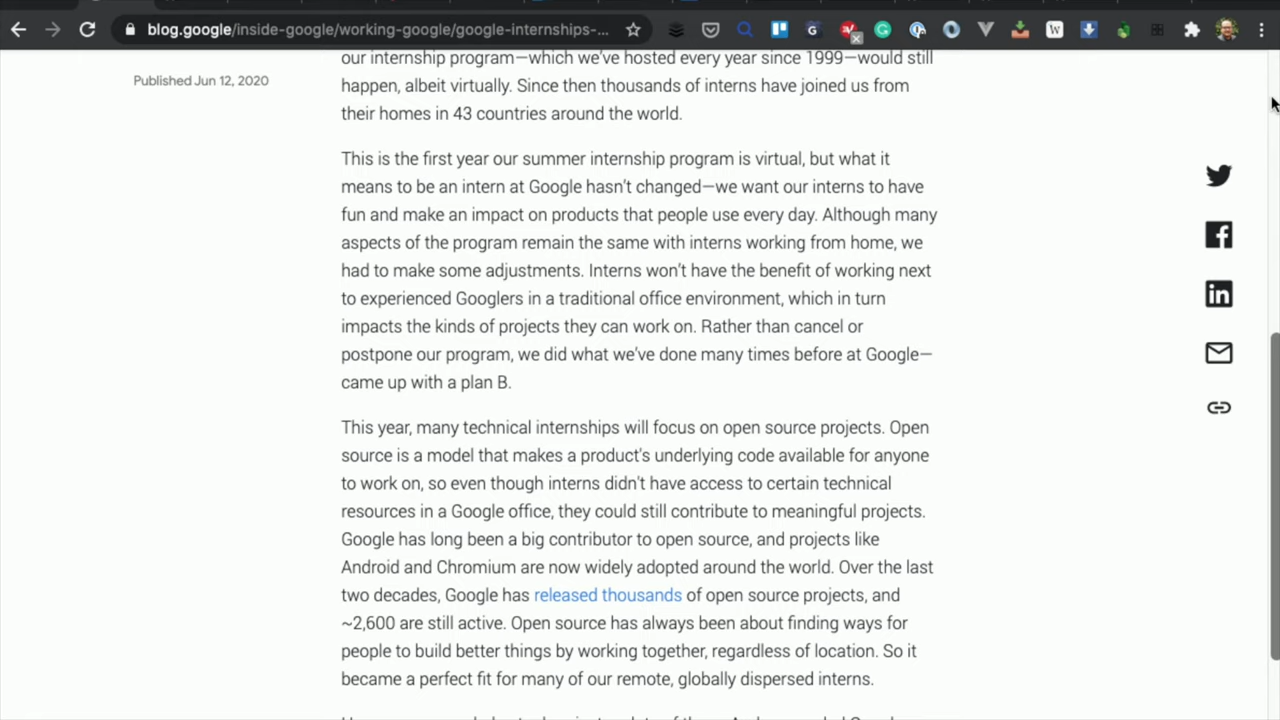 blog.google/inside-google/working-google/google-internships-...
Published Jun 12, 2020
our internship program—which we've hosted every year since 1999—would still
happen, albeit virtually. Since then thousands of interns have joined us from
their homes in 43 countries around the world.
This is the first year our summer internship program is virtual, but what it
means to be an intern at Google hasn't changed—we want our interns to have
fun and make an impact on products that people use every day. Although many
aspects of the program remain the same with interns working from home, we
had to make some adjustments. Interns won't have the benefit of working next
to experienced Googlers in a traditional office environment, which in turn
impacts the kinds of projects they can work on. Rather than cancel or
postpone our program, we did what we've done many times before at Google—
came up with a plan B.
This year, many technical internships will focus on open source projects. Open
source is a model that makes a product's underlying code available for anyone
to work on, so even though interns didn't have access to certain technical
resources in a Google office, they could still contribute to meaningful projects.
Google has long been a big contributor to open source, and projects like
Android and Chromium are now widely adopted around the world. Over the last
two decades, Google has released thousands of open source projects, and
~2,600 are still active. Open source has always been about finding ways for
people to build better things by working together, regardless of location. So it
became a perfect fit for many of our remote, globally dispersed interns.